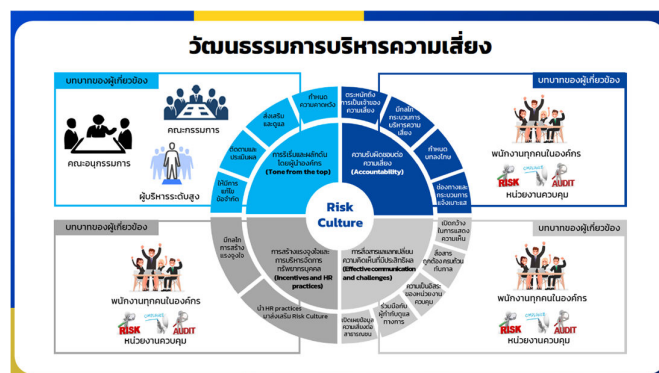 วัฒนธรรมการบริหารความเสี่ยง
บทบาทของผู้เกี่ยวข้อง
คณะกรรมการ
คณะอนุกรรมการ
ผู้บริหารระดับสูง
บทบาทของผู้เกี่ยวข้อง
พนักงานทุกคนในองค์กร
RISK
AUDIT
หน่วยงานควบคุม
กำหนด
ความคาดหวัง
ส่งเสริม
และดูแล
ติดตามและ
ประเมินผล
ให้มีการ
แก้ไข
ข้อจำกัด
การริเริ่มและผลักดัน
โดยผู้นำองค์กร
(Tone from the top)
ตระหนักถึง
การเป็นเจ้าของ
ความเสี่ยง
มีกลไก
กระบวนการ
บริหารความ
เสี่ยง
กำหนด
บทลงโทษ
ช่องทางและ
กระบวนการ
แจ้งเบาะแส
ความรับผิดชอบต่อ
ความเสี่ยง
(Accountability)
Risk
Culture
บทบาทของผู้เกี่ยวข้อง
พนักงานทุกคนในองค์กร
RISK
AUDIT
หน่วยงานควบคุม
มีกลไก
การสร้าง
แรงจูงใจ
นำ HR practices
มาส่งเสริม Risk Culture
การสร้างแรงจูงใจและ
การบริหารจัดการ
ทรัพยากรบุคคล
(Incentives and HR
practices)
การสื่อสารและแลกเปลี่ยน
ความคิดเห็นที่มีประสิทธิผล
(Effective communication
and challenges)
เปิดกว้าง
ในการแสดง
ความเห็น
สื่อสาร
ถูกต้อง ครบถ้วน
ทันกาล
ความเป็นอิสระ
ของหน่วยงาน
ควบคุม
ร่วมมือกับ
ผู้กำกับดูแล
ทางการ
เปิดเผยข้อมูล
ความเสี่ยงต่อ
สาธารณชน
บทบาทของผู้เกี่ยวข้อง
พนักงานทุกคนในองค์กร
RISK
AUDIT
หน่วยงานควบคุม